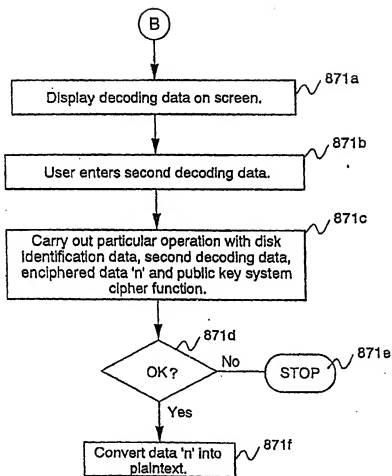 B
871a
Display decoding data on screen.
871b
User enters second decoding data.
871c
Carry out particular operation with disk
identification data, second decoding data,
enciphered data 'n' and public key system
cipher function.
871d
OK?
No
871e
STOP
Yes
Convert data 'n' into
plaintext.
871f